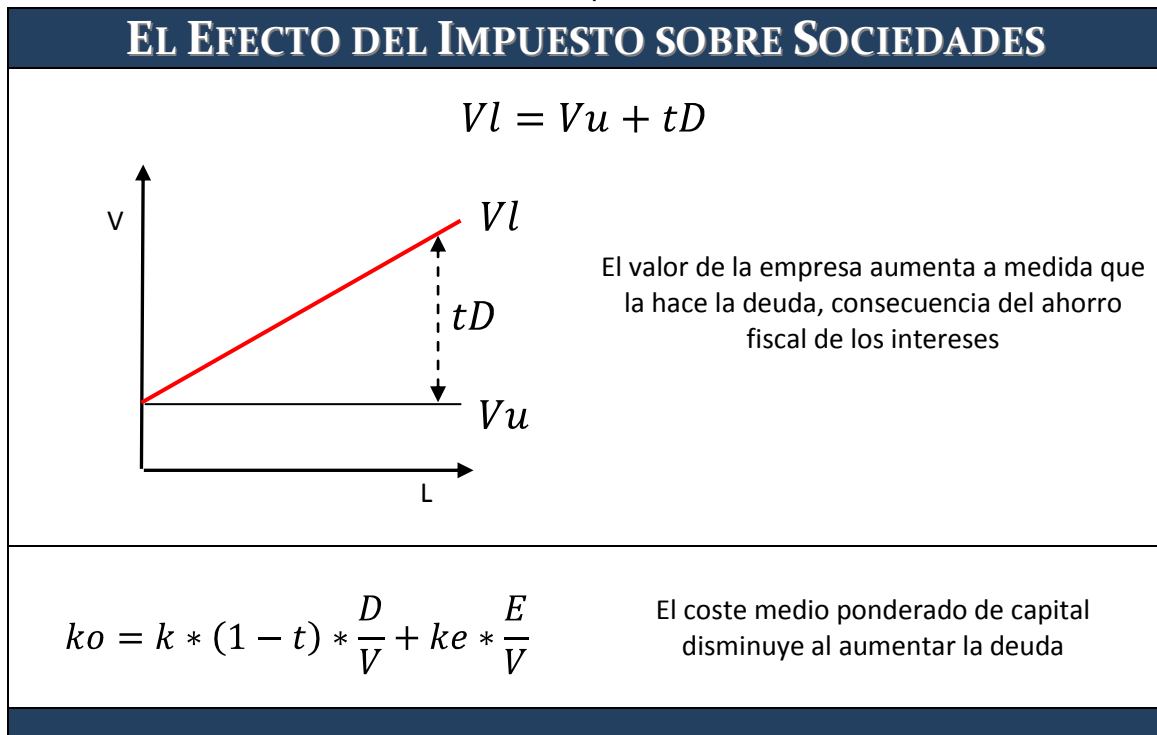 EL EFECTO DEL IMPUESTO SOBRE SOCIEDADES
Vl = Vu + tD
V
Vl
tD
Vu
L
El valor de la empresa aumenta a medida que
la hace la deuda, consecuencia del ahorro
fiscal de los intereses
ko = k * (1 − t) * D/V + ke * E/V
El coste medio ponderado de capital
disminuye al aumentar la deuda